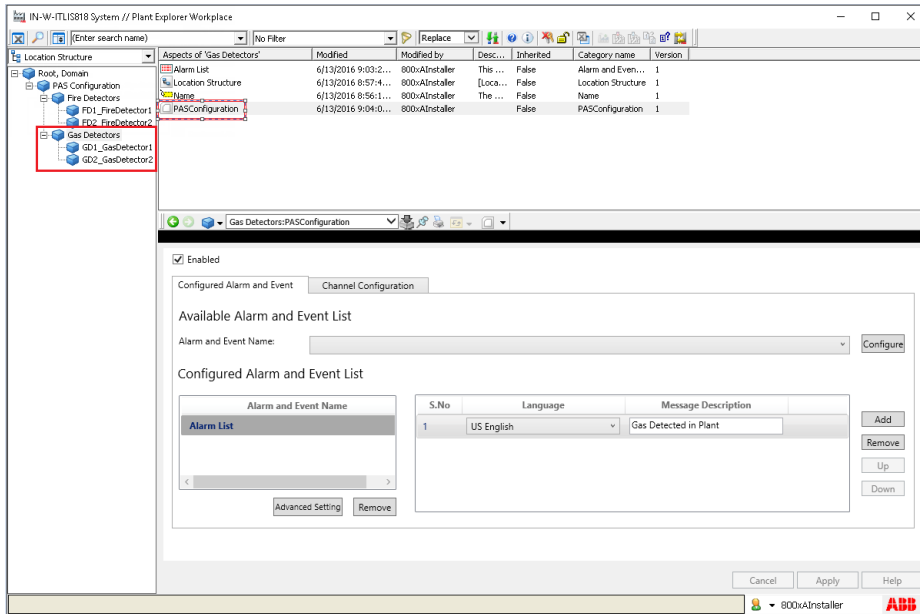 IN-W-ITLIS818 System // Plant Explorer Workplace
(Enter search name) No Filter Replace
Location Structure
Root, Domain
PAS Configuration
Fire Detectors
FD1_FireDetector1
FD2_FireDetector2
Gas Detectors
GD1_GasDetector1
GD2_GasDetector2
Aspects of 'Gas Detectors' Modified Modified by Desc... Inherited Category name Version
Alarm List 6/13/2016 9:03:2... 800xAInstaller This ... False Alarm and Even... 1
Location Structure 6/13/2016 8:57:4... 800xAInstaller [Loca... False Location Structure 1
Name 6/13/2016 8:56:1... 800xAInstaller The ... False Name 1
PASConfiguration 6/13/2016 9:04:0... 800xAInstaller False PASConfiguration 1
Gas Detectors:PASConfiguration
Enabled
Configured Alarm and Event Channel Configuration
Available Alarm and Event List
Alarm and Event Name: Configure
Configured Alarm and Event List
Alarm and Event Name
Alarm List
S.No Language Message Description
1 US English Gas Detected in Plant
Add
Remove
Up
Down
Advanced Setting Remove
Cancel Apply Help
800xAInstaller ABB